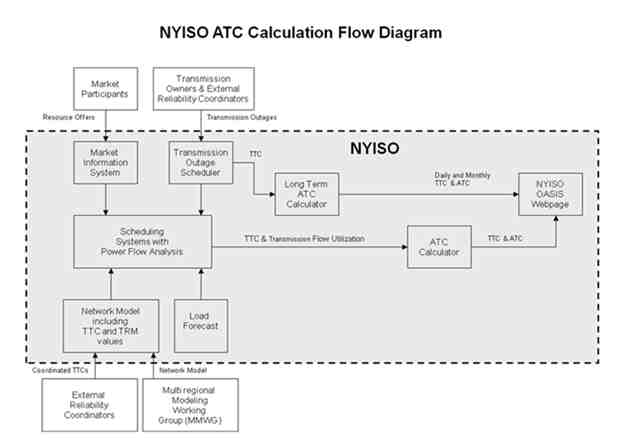 NYISO ATC Calculation Flow Diagram
Market
Participants
Transmission
Owners & External
Reliability Coordinators
Resource Offers
Transmission Outages
NYISO
Market
Information
System
Transmission
Outage
Scheduler
TTC
Long Term
ATC
Calculator
Daily and Monthly
TTC & ATC
NYISO
OASIS
Webpage
Scheduling
Systems with
Power Flow Analysis
TTC & Transmission Flow Utilization
ATC
Calculator
TTC & ATC
Network Model
including
TTC and TRM
values
Load
Forecast
Coordinated TTCs
Network Model
External
Reliability
Coordinators
Multi regional
Modeling
Working
Group (MMWG)